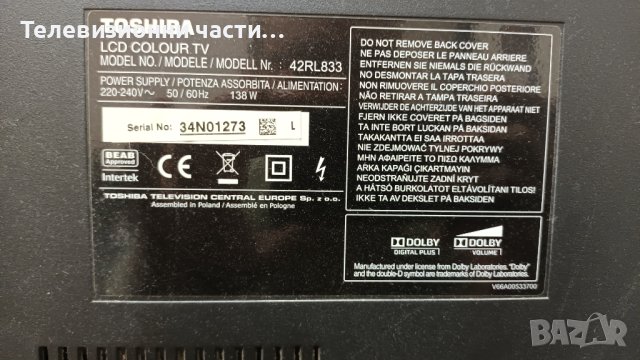 Телевизионни части...
TOSHIBA
LCD COLOUR TV
MODEL NO. / MODELE / MODELL Nr. : 42RL833
POWER SUPPLY / POTENZA ASSORBITA / ALIMENTATION :
220-240V~ 50 / 60Hz 138 W
Serial No: 34N01273 L
BEAB
Approved
Intertek
CE
TOSHIBA TELEVISION CENTRAL EUROPE Sp. z o.o.
Assembled in Poland / Assemblé en Pologne
DO NOT REMOVE BACK COVER
NE PAS DEMONTER LE PANNEAU ARRIERE
ENTFERNEN SIE NIEMALS DIE RÜCKWAND
NO DESMONTAR LA TAPA TRASERA
NON RIMUOVERE IL COPERCHIO POSTERIORE
NÃO RETIRAR A TAMPA TRASEIRA
VERWIJDER DE ACHTERZIJDE VAN HET APPARAAT NIET
FJERN IKKE COVERET PÅ BAGSIDEN
TA INTE BORT LUCKAN PÅ BAKSIDAN
TAKAKANTTA EI SAA IRROTTAA
NIE ZDEJMOWAĆ TYLNEJ POKRYWY
ΜΗΝ ΑΦΑΙΡΕΙΤΕ ΤΟ ΠΙΣΩ ΚΑΛΥΜΜΑ
ARKA KAPAĞI ÇIKARTMAYIN
NEODSTRAŇUJTE ZADNÍ KRYT
A HÁTSÓ BURKOLATOT ELTÁVOLÍTANI TILOS!
IKKE TA AV DEKSLET PÅ BAKSIDEN
DOLBY
DIGITAL PLUS
DOLBY
VOLUME
Manufactured under license from Dolby Laboratories. "Dolby"
and the double-D symbol are trademarks of Dolby Laboratories.
V66A00533700
BAZAR